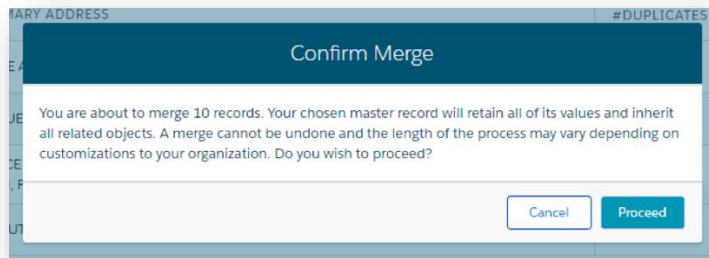 MARY ADDRESS #DUPLICATES
Confirm Merge
You are about to merge 10 records. Your chosen master record will retain all of its values and inherit
all related objects. A merge cannot be undone and the length of the process may vary depending on
customizations to your organization. Do you wish to proceed?
Cancel Proceed